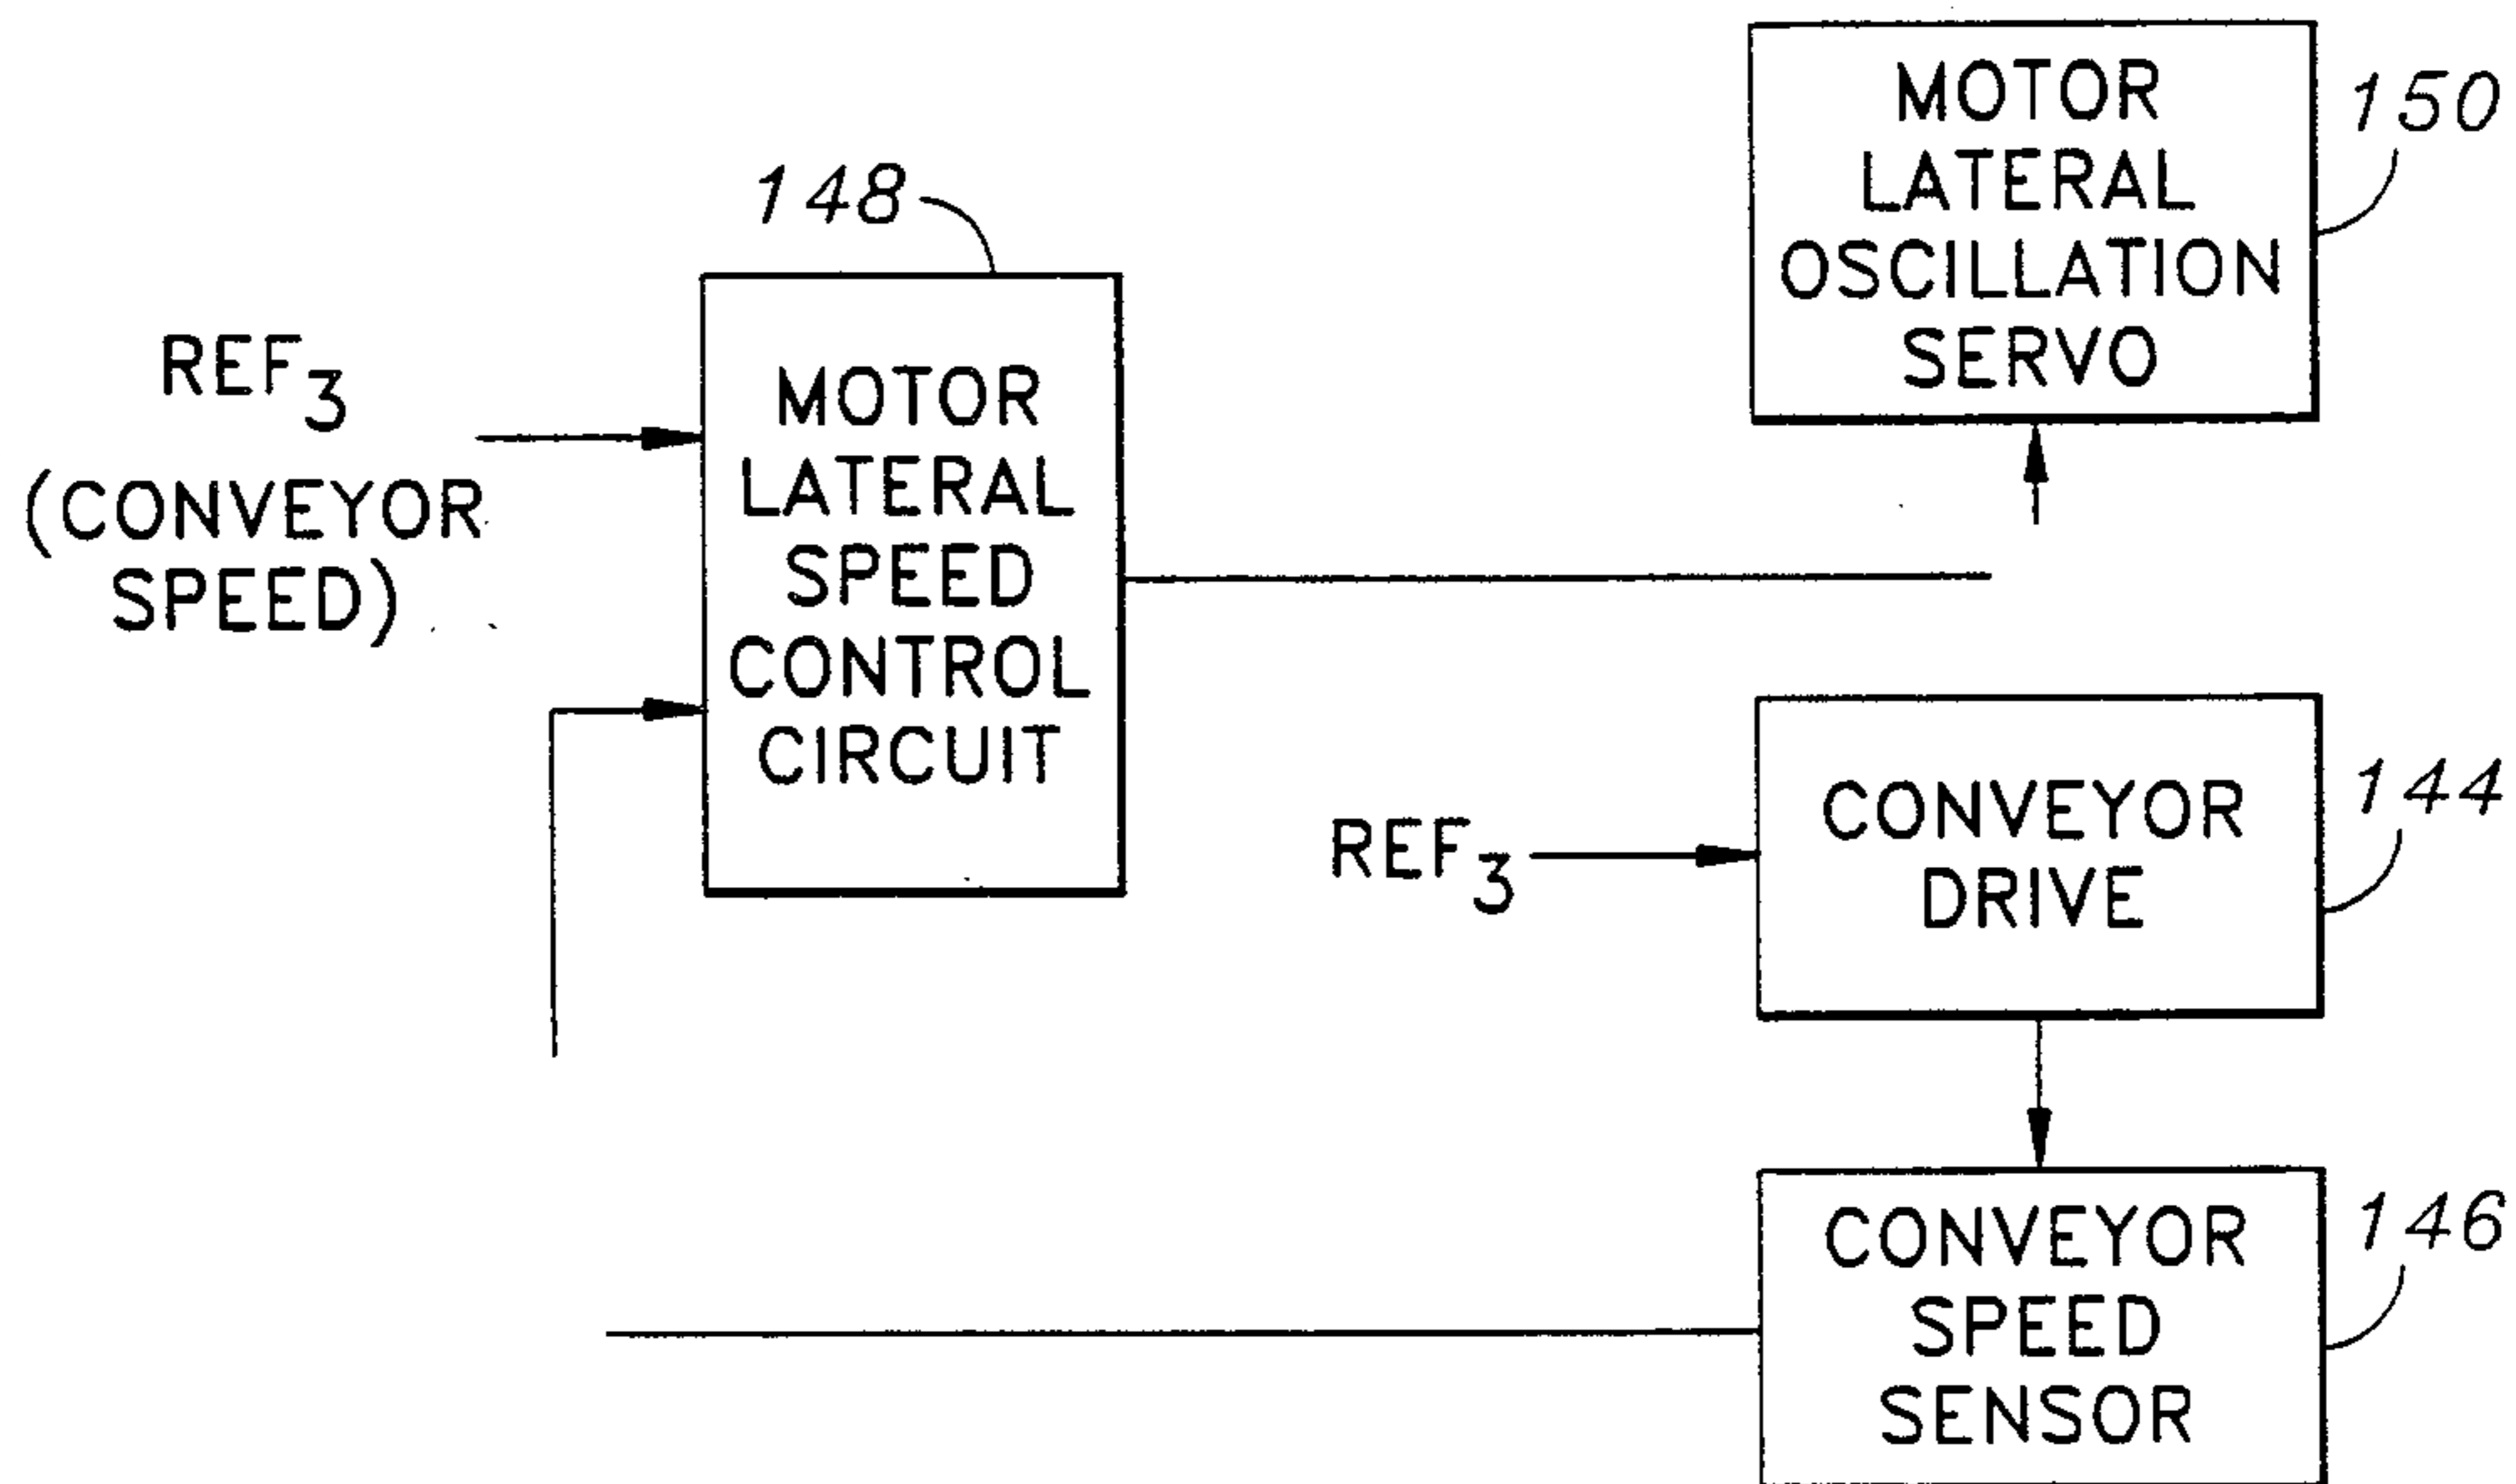 148
REF3
(CONVEYOR
SPEED)
MOTOR
LATERAL
SPEED
CONTROL
CIRCUIT
MOTOR
LATERAL
OSCILLATION
SERVO
150
REF3
CONVEYOR
DRIVE
144
CONVEYOR
SPEED
SENSOR
146